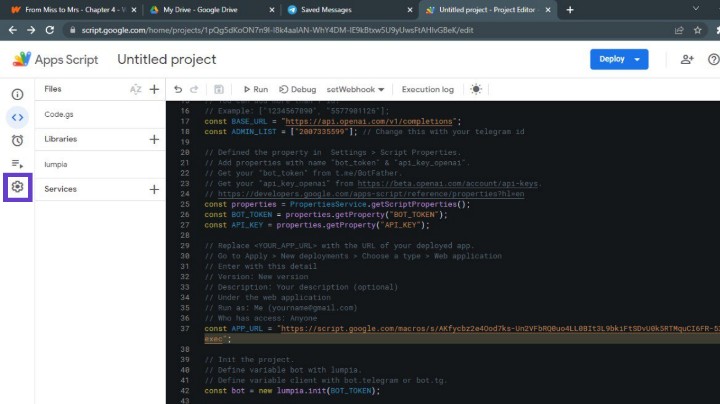 From Miss to Mrs - Chapter 4 -
My Drive - Google Drive
Saved Messages
Untitled project - Project Editor
script.google.com/home/projects/
/edit
Apps Script
Untitled project
Deploy
Files
AZ
Run
Debug
setWebhook
Execution log
Code.gs
Libraries
lumpia
Services
16 // Example: ["1234567890", "5577981126"];
17 const BASE_URL = "https://api.openai.com/v1/completions";
18 const ADMIN_LIST = ["2007335599"]; // Change this with your telegram id
19
20 // Defined the property in Settings > Script Properties.
21 // Add properties with name "bot_token" & "api_key_openai".
22 // Get your "bot_token" from t.me/BotFather.
23 // Get your "api_key_openai" from https://beta.openai.com/account/api-keys.
24 // https://developers.google.com/apps-script/reference/properties?hl=en
25 const properties = PropertiesService.getScriptProperties();
26 const BOT_TOKEN = properties.getProperty("BOT_TOKEN");
27 const API_KEY = properties.getProperty("API_KEY");
28
29 // Replace <YOUR_APP_URL> with the URL of your deployed app.
30 // Go to Apply > New deployments > Choose a type > Web application
31 // Enter with this detail
32 // Version: New version
33 // Description: Your description (optional)
34 // Under the web application
35 // Run as: Me (yourname@gmail.com)
36 // Who has access: Anyone
37 const APP_URL = "https://script.google.com/macros/s/
exec";
38
39 // Init the project.
40 // Define variable bot with lumpia.
41 // Define variable client with bot.telegram or bot.tg.
42 const bot = new lumpia.init(BOT_TOKEN);
43